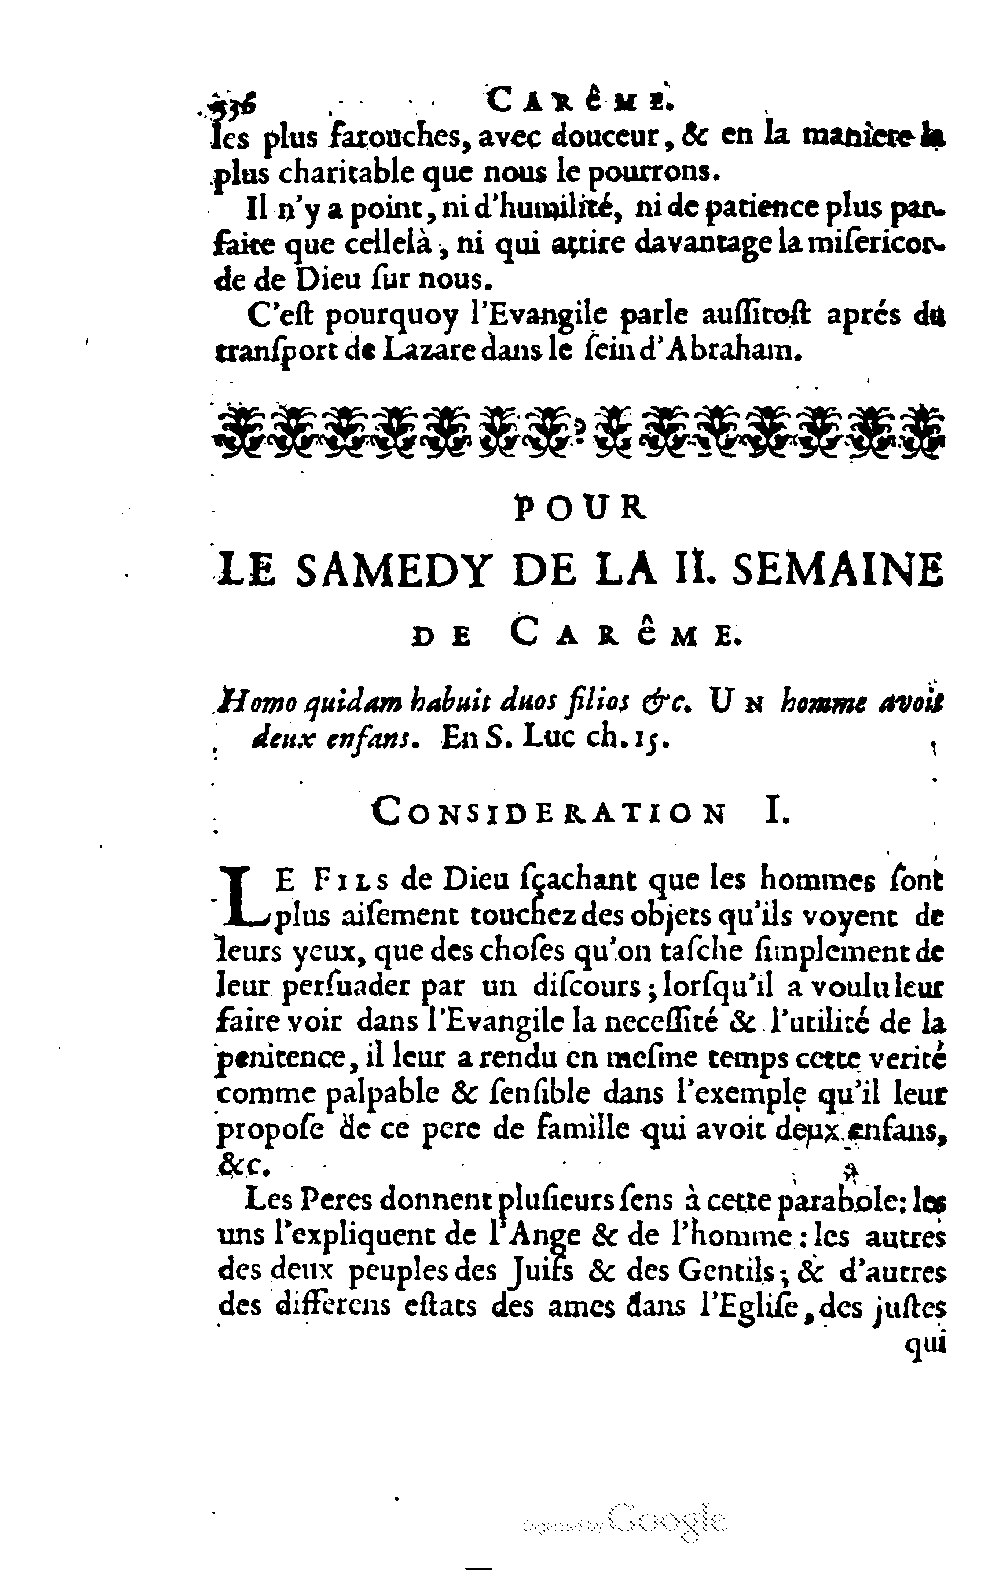 336 CARêME.
les plus farouches, avec douceur, & en la maniere la
plus charitable que nous le pourrons.
Il n'y a point, ni d'humilité, ni de patience plus par-
faite que cellelà, ni qui attire davantage la miſericor-
de de Dieu ſur nous.
C'eſt pourquoy l'Evangile parle auſſitoſt aprés du
tranſport de Lazare dans le ſein d'Abraham.
POUR
LE SAMEDY DE LA II. SEMAINE
DE CARêME.
Homo quidam habuit duos filios &c. UN homme avoit
deux enfans. En S. Luc ch. 15.
CONSIDERATION I.
LE FILS de Dieu ſçachant que les hommes ſont
plus aiſement touchez des objets qu'ils voyent de
leurs yeux, que des choſes qu'on taſche ſimplement de
leur perſuader par un diſcours; lorſqu'il a voulu leur
faire voir dans l'Evangile la neceſſité & l'utilité de la
penitence, il leur a rendu en meſme temps cette verité
comme palpable & ſenſible dans l'exemple qu'il leur
propoſe de ce pere de famille qui avoit deux enfans,
&c.
Les Peres donnent pluſieurs ſens à cette parabole: les
uns l'expliquent de l'Ange & de l'homme: les autres
des deux peuples des Juifs & des Gentils; & d'autres
des differens eſtats des ames dans l'Egliſe, des juſtes
qui
Digitized by Google